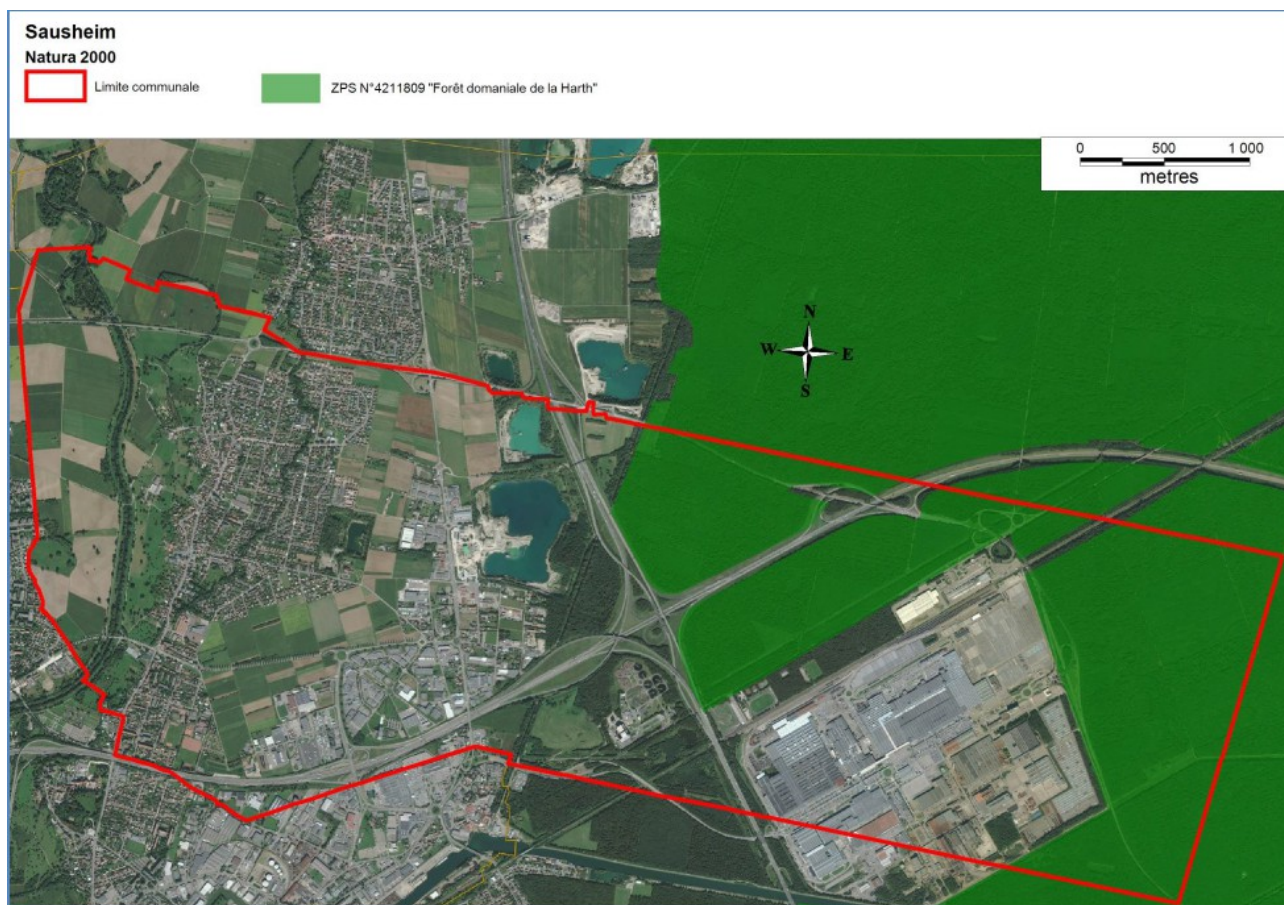 Sausheim
Natura 2000
Limite communale
ZPS N°4211809 "Forêt domaniale de la Harth"
0 500 1 000
metres
N
W E
S